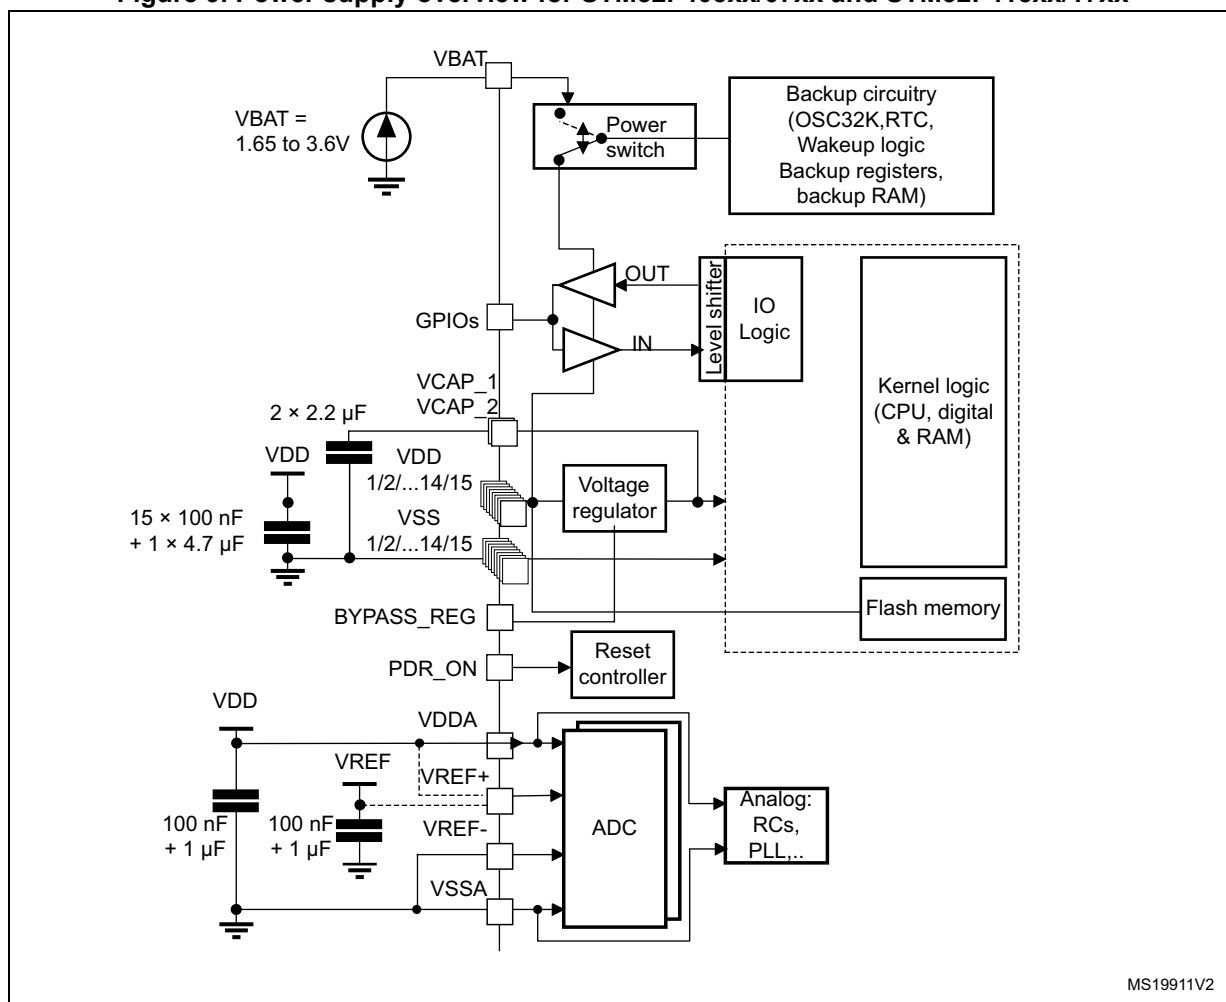 VBAT
VBAT =
1.65 to 3.6V
Power
switch
Backup circuitry
(OSC32K,RTC,
Wakeup logic
Backup registers,
backup RAM)
OUT
GPIOs
IN
Level shifter
IO
Logic
Kernel logic
(CPU, digital
& RAM)
VCAP_1
VCAP_2
2 × 2.2 µF
VDD
VDD
1/2/...14/15
Voltage
regulator
15 × 100 nF
+ 1 × 4.7 µF
VSS
1/2/...14/15
Flash memory
BYPASS_REG
PDR_ON
Reset
controller
VDD
VDDA
VREF
VREF+
100 nF
+ 1 µF
100 nF
+ 1 µF
VREF-
ADC
Analog:
RCs,
PLL,..
VSSA
MS19911V2